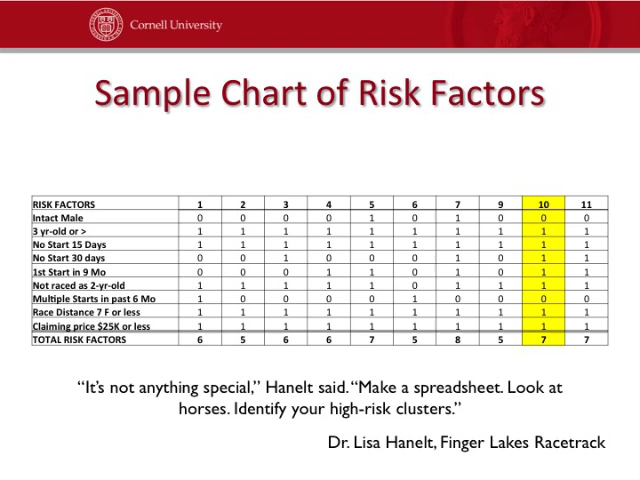 Cornell University
Sample Chart of Risk Factors
RISK FACTORS 1 2 3 4 5 6 7 9 10 11
Intact Male 0 0 0 0 1 0 1 0 0 0
3 yr-old or > 1 1 1 1 1 1 1 1 1 1
No Start 15 Days 1 1 1 1 1 1 1 1 1 1
No Start 30 days 0 0 1 0 0 0 1 0 1 1
1st Start in 9 Mo 0 0 0 1 1 0 1 0 1 1
Not raced as 2-yr-old 1 1 1 1 1 0 1 1 1 1
Multiple Starts in past 6 Mo 1 0 0 0 0 1 0 0 0 0
Race Distance 7 F or less 1 1 1 1 1 1 1 1 1 1
Claiming price $25K or less 1 1 1 1 1 1 1 1 1 1
TOTAL RISK FACTORS 6 5 6 6 7 5 8 5 7 7
“It’s not anything special,” Hanelt said. “Make a spreadsheet. Look at
horses. Identify your high-risk clusters.”
Dr. Lisa Hanelt, Finger Lakes Racetrack